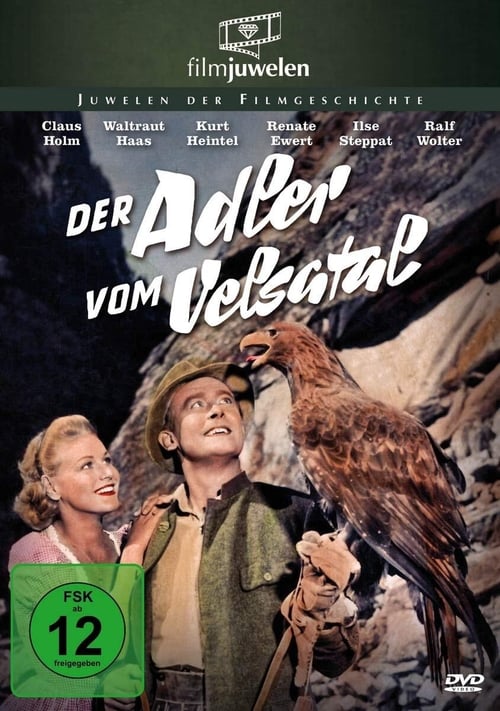 filmjuwelen
JUWELEN DER FILMGESCHICHTE
Claus Holm
Waltraut Haas
Kurt Heintel
Renate Ewert
Ilse Steppat
Ralf Wolter
DER Adler
VOM Velsatal
FSK
ab
12
freigegeben
DVD
VIDEO